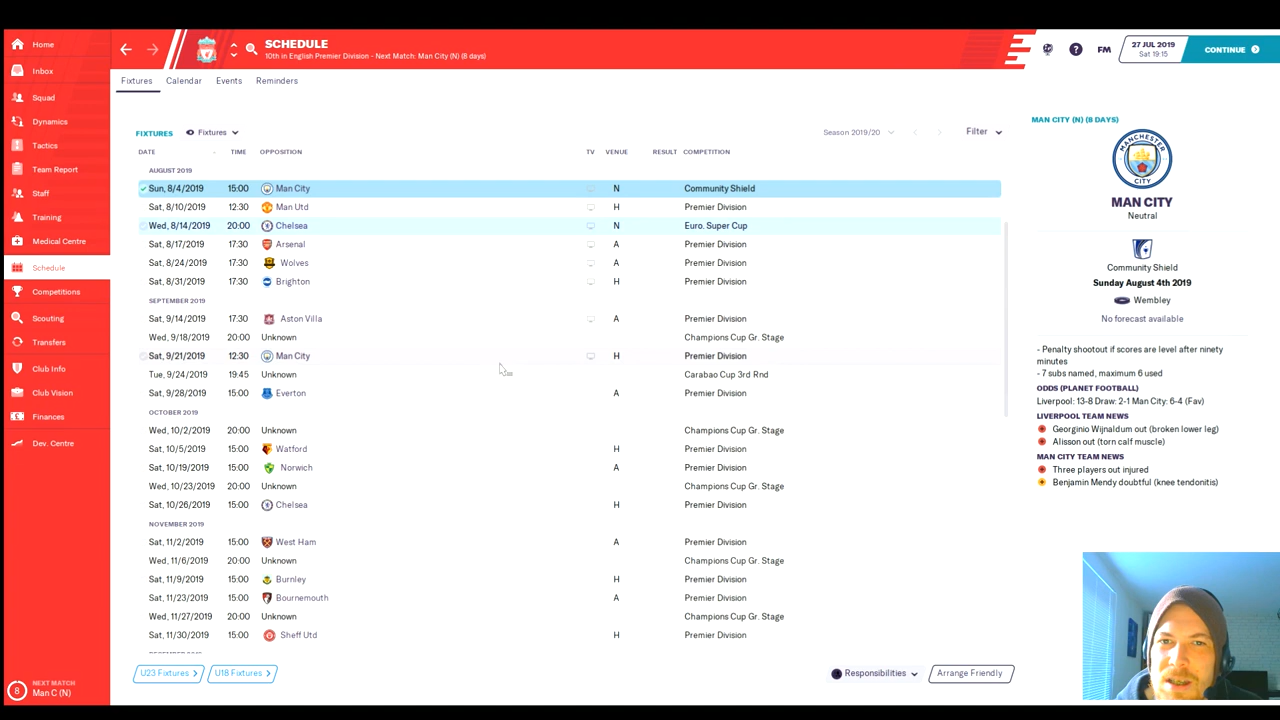 Home
Inbox
Squad
Dynamics
Tactics
Team Report
Staff
Training
Medical Centre
Schedule
Competitions
Scouting
Transfers
Club Info
Club Vision
Finances
Dev. Centre
8 NEXT MATCH
Man C (N)
SCHEDULE
10th in English Premier Division - Next Match: Man City (N) (8 days)
? FM 27 JUL 2019
Sat 19:15
CONTINUE
Fixtures Calendar Events Reminders
FIXTURES Fixtures Season 2019/20 Filter
DATE TIME OPPOSITION TV VENUE RESULT COMPETITION
AUGUST 2019
Sun, 8/4/2019 15:00 Man City N Community Shield
Sat, 8/10/2019 12:30 Man Utd H Premier Division
Wed, 8/14/2019 20:00 Chelsea N Euro. Super Cup
Sat, 8/17/2019 17:30 Arsenal A Premier Division
Sat, 8/24/2019 17:30 Wolves A Premier Division
Sat, 8/31/2019 17:30 Brighton H Premier Division
SEPTEMBER 2019
Sat, 9/14/2019 17:30 Aston Villa A Premier Division
Wed, 9/18/2019 20:00 Unknown Champions Cup Gr. Stage
Sat, 9/21/2019 12:30 Man City H Premier Division
Tue, 9/24/2019 19:45 Unknown Carabao Cup 3rd Rnd
Sat, 9/28/2019 15:00 Everton A Premier Division
OCTOBER 2019
Wed, 10/2/2019 20:00 Unknown Champions Cup Gr. Stage
Sat, 10/5/2019 15:00 Watford H Premier Division
Sat, 10/19/2019 15:00 Norwich A Premier Division
Wed, 10/23/2019 20:00 Unknown Champions Cup Gr. Stage
Sat, 10/26/2019 15:00 Chelsea H Premier Division
NOVEMBER 2019
Sat, 11/2/2019 15:00 West Ham A Premier Division
Wed, 11/6/2019 20:00 Unknown Champions Cup Gr. Stage
Sat, 11/9/2019 15:00 Burnley H Premier Division
Sat, 11/23/2019 15:00 Bournemouth A Premier Division
Wed, 11/27/2019 20:00 Unknown Champions Cup Gr. Stage
Sat, 11/30/2019 15:00 Sheff Utd H Premier Division
U23 Fixtures U18 Fixtures Responsibilities Arrange Friendly
MAN CITY (N) (8 DAYS)
MANCHESTER
CITY
MAN CITY
Neutral
Community Shield
Sunday August 4th 2019
Wembley
No forecast available
- Penalty shootout if scores are level after ninety
minutes
- 7 subs named, maximum 6 used
ODDS (PLANET FOOTBALL)
Liverpool: 13-8 Draw: 2-1 Man City: 6-4 (Fav)
LIVERPOOL TEAM NEWS
Georginio Wijnaldum out (broken lower leg)
Alisson out (torn calf muscle)
MAN CITY TEAM NEWS
Three players out injured
Benjamin Mendy doubtful (knee tendonitis)